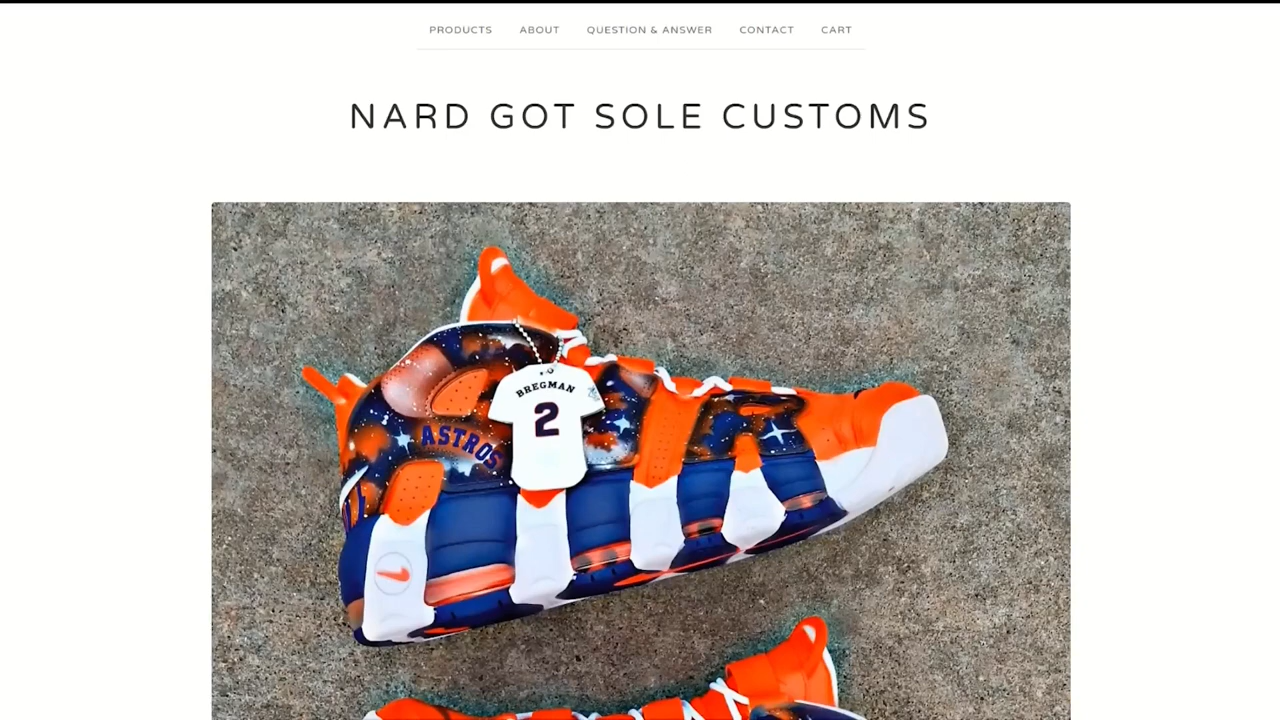 PRODUCTS ABOUT QUESTION & ANSWER CONTACT CART
NARD GOT SOLE CUSTOMS
BREGMAN
2
ASTROS